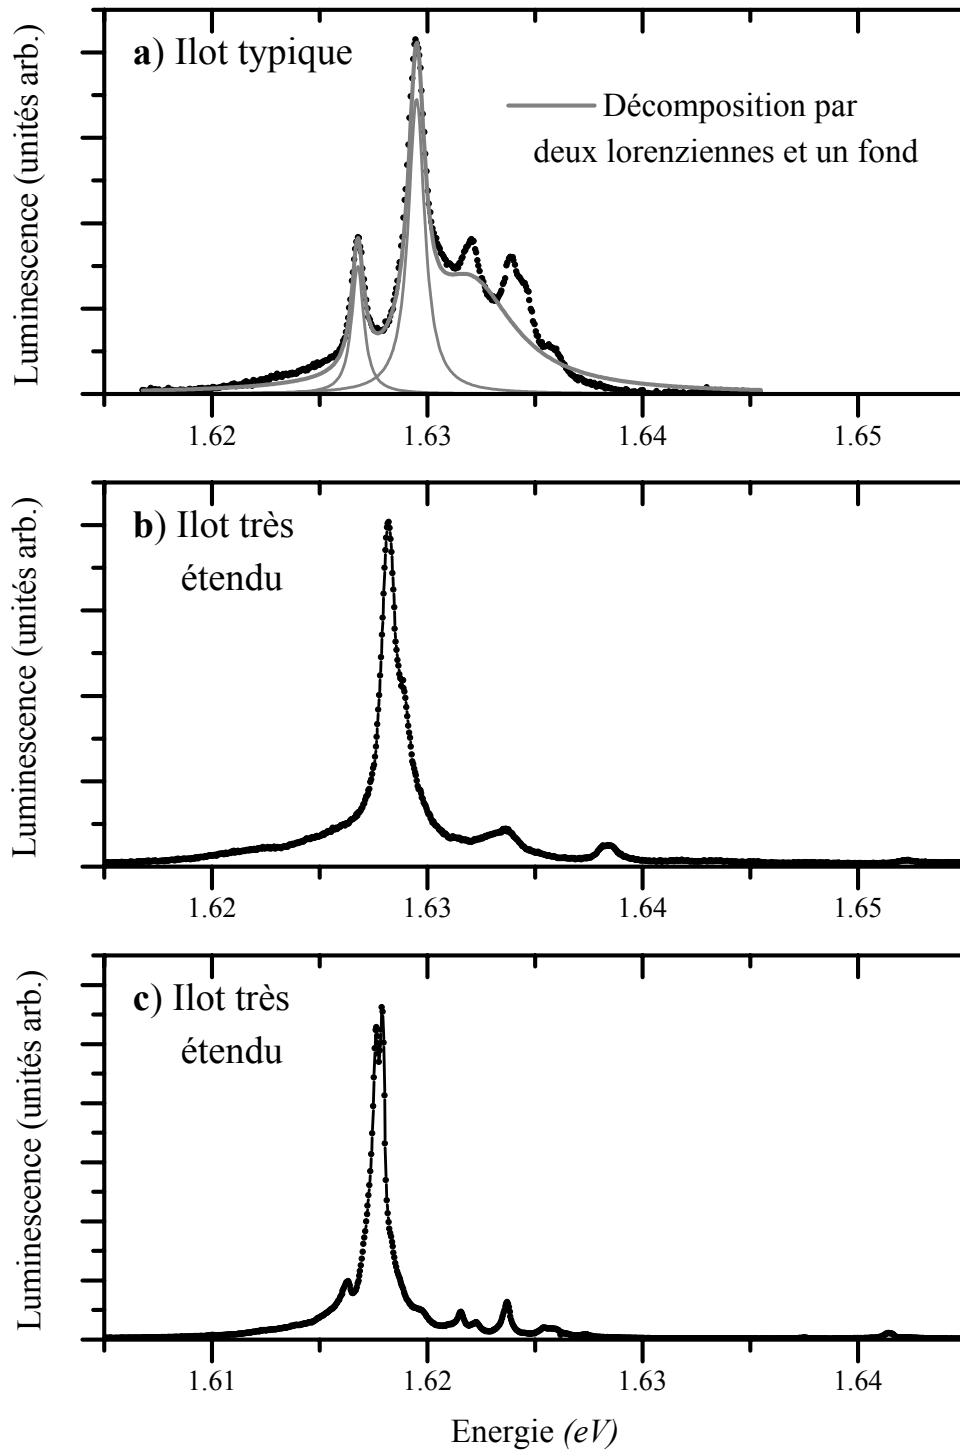 a) Ilot typique
Luminescence (unités arb.)
Décomposition par
deux lorenziennes et un fond
1.62 1.63 1.64 1.65
b) Ilot très
étendu
Luminescence (unités arb.)
1.62 1.63 1.64 1.65
c) Ilot très
étendu
Luminescence (unités arb.)
1.61 1.62 1.63 1.64
Energie (eV)